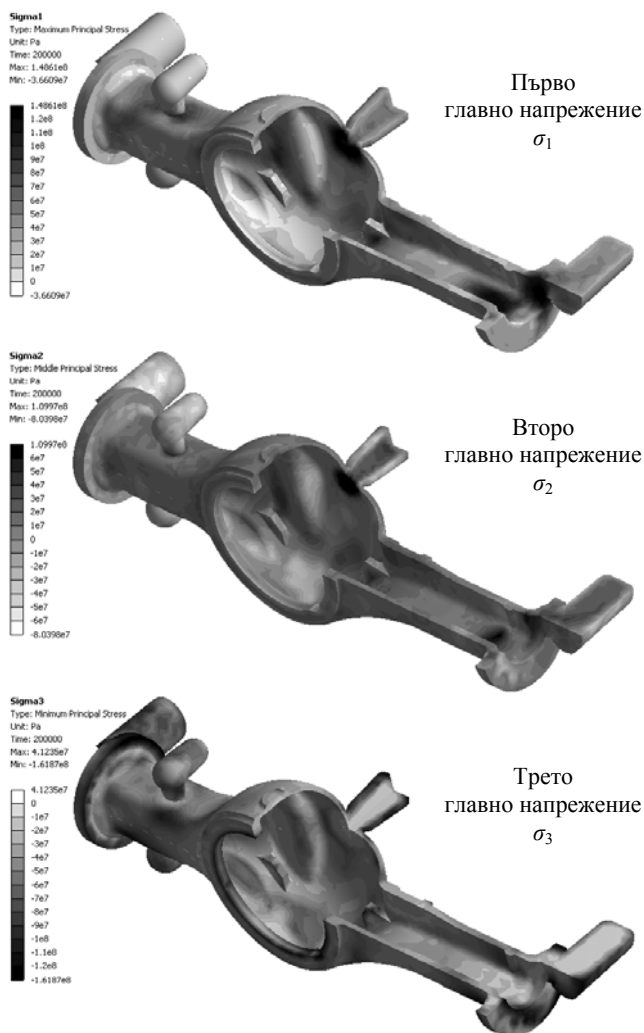 Sigma1
Type: Maximum Principal Stress
Unit: Pa
Time: 200000
Max: 1.4861e8
Min: -3.6609e7
1.4861e8
1.2e8
1.1e8
1e8
9e7
8e7
7e7
6e7
5e7
4e7
3e7
2e7
1e7
0
-3.6609e7
Първо
главно напрежение
σ1
Sigma2
Type: Middle Principal Stress
Unit: Pa
Time: 200000
Max: 1.0997e8
Min: -8.0398e7
1.0997e8
6e7
5e7
4e7
3e7
2e7
1e7
0
-1e7
-2e7
-3e7
-4e7
-5e7
-6e7
-8.0398e7
Второ
главно напрежение
σ2
Sigma3
Type: Minimum Principal Stress
Unit: Pa
Time: 200000
Max: 4.1235e7
Min: -1.6187e8
4.1235e7
0
-1e7
-2e7
-3e7
-4e7
-5e7
-6e7
-7e7
-8e7
-9e7
-1e8
-1.1e8
-1.2e8
-1.6187e8
Трето
главно напрежение
σ3